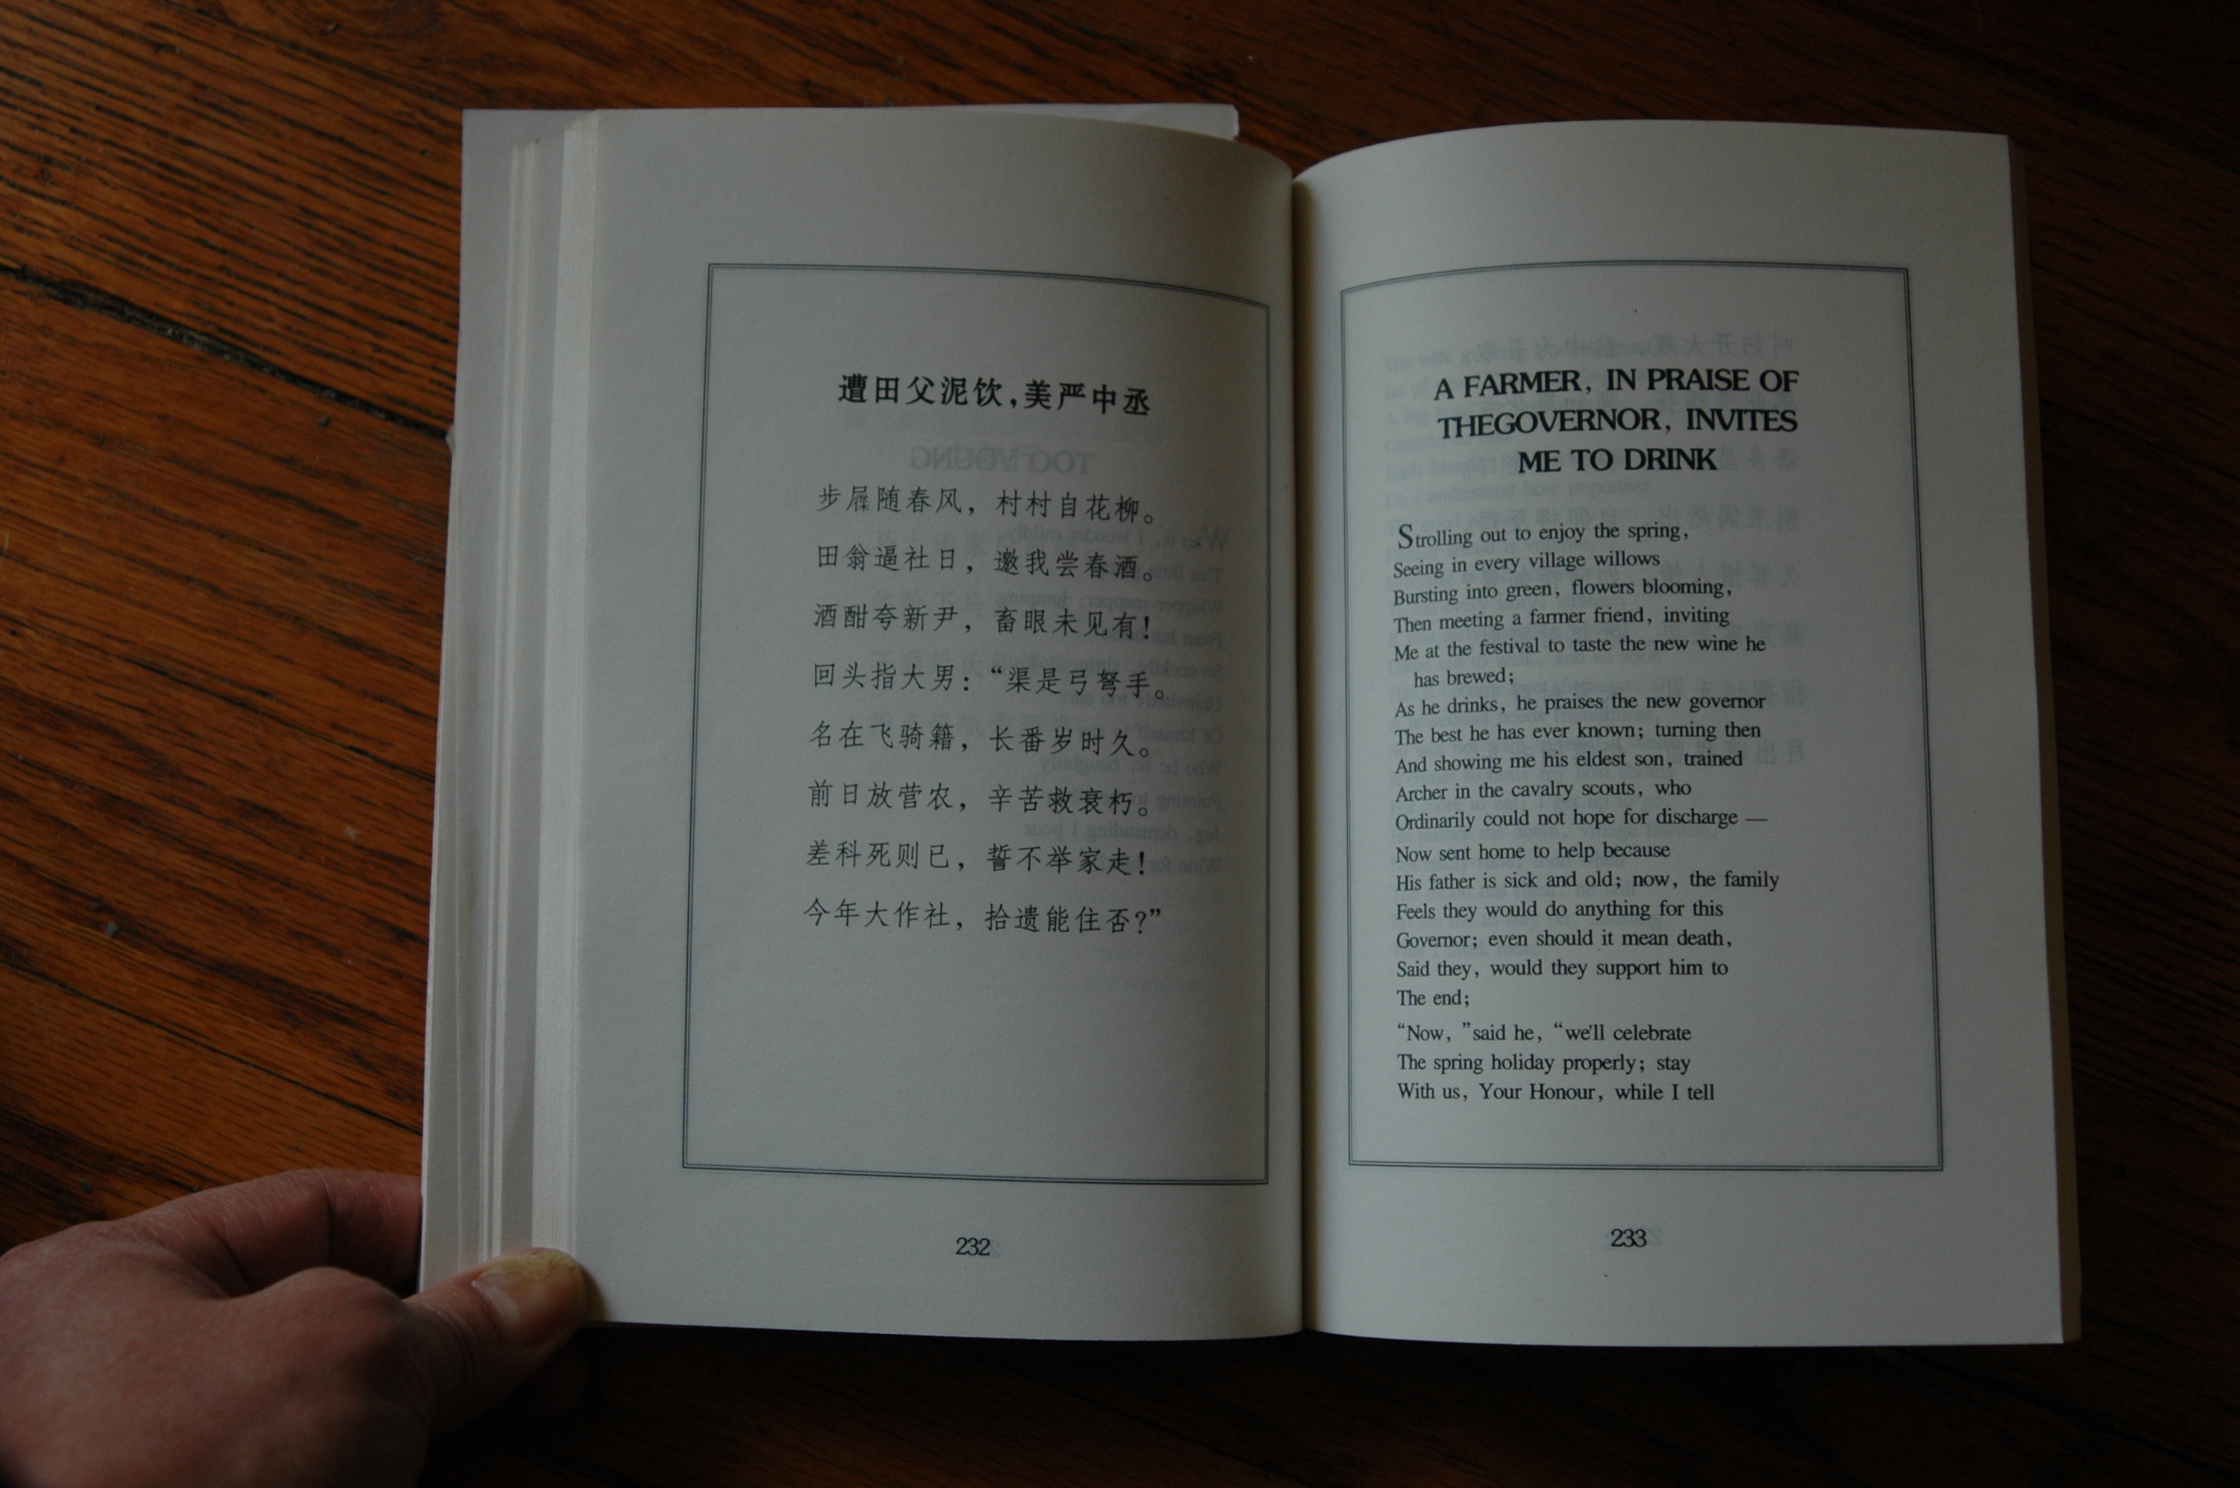 遭田父泥饮,美严中丞
步屧随春风，村村自花柳。
田翁逼社日，邀我尝春酒。
酒酣夸新尹，畜眼未见有!
回头指大男：“渠是弓弩手。
名在飞骑籍，长番岁时久。
前日放营农，辛苦救衰朽。
差科死则已，誓不举家走!
今年大作社，拾遗能住否?”
232
A FARMER, IN PRAISE OF
THEGOVERNOR, INVITES
ME TO DRINK
Strolling out to enjoy the spring,
Seeing in every village willows
Bursting into green, flowers blooming,
Then meeting a farmer friend, inviting
Me at the festival to taste the new wine he
has brewed;
As he drinks, he praises the new governor
The best he has ever known; turning then
And showing me his eldest son, trained
Archer in the cavalry scouts, who
Ordinarily could not hope for discharge —
Now sent home to help because
His father is sick and old; now, the family
Feels they would do anything for this
Governor; even should it mean death,
Said they, would they support him to
The end;
“Now, ”said he, “we'll celebrate
The spring holiday properly; stay
With us, Your Honour, while I tell
233